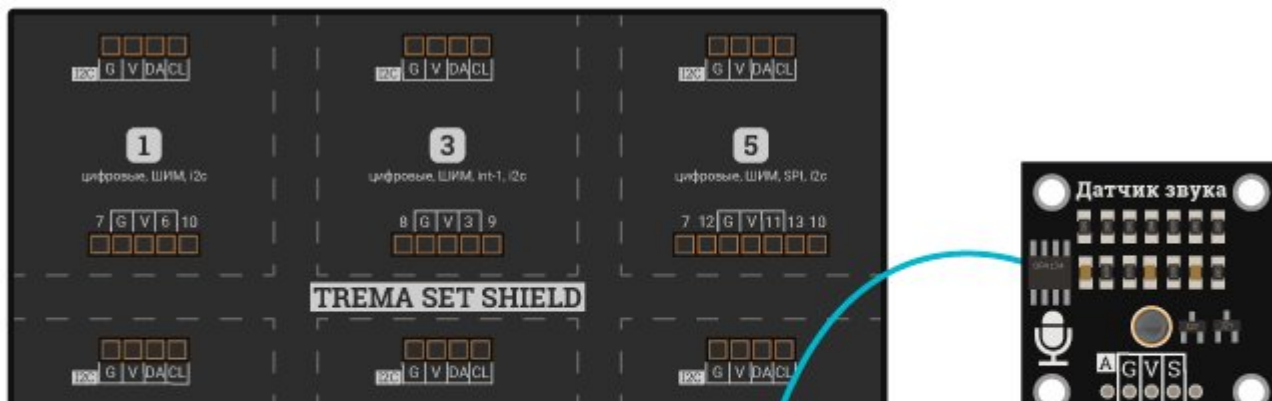 I2C G V DA CL
I2C G V DA CL
I2C G V DA CL
1
цифровые, ШИМ, i2c
3
цифровые, ШИМ, int-1, i2c
5
цифровые, ШИМ, SPI, i2c
7 G V 6 10
8 G V 3 9
7 12 G V 11 13 10
TREMA SET SHIELD
I2C G V DA CL
I2C G V DA CL
I2C G V DA CL
Датчик звука
A G V S